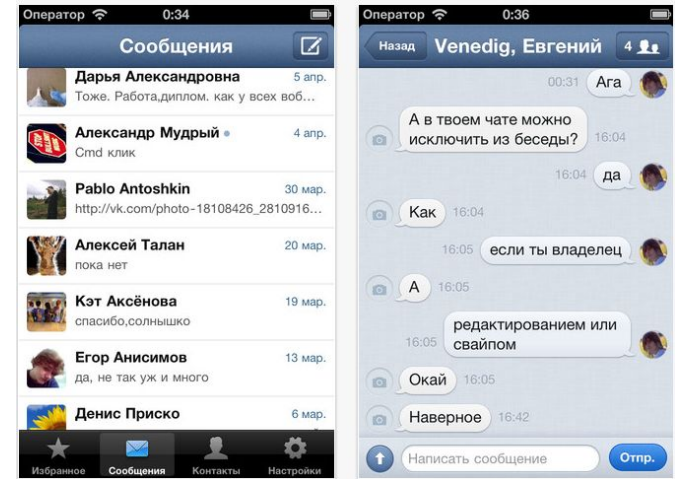 Оператор 0:34
Сообщения
Дарья Александровна 5 апр.
Тоже. Работа,диплом. как у всех воб...
Александр Мудрый 4 апр.
Cmd клик
Pablo Antoshkin 30 мар.
http://vk.com/photo-18108426_2810916...
Алексей Талан 20 мар.
пока нет
Кэт Аксёнова 19 мар.
спасибо,солнышко
Егор Анисимов 13 мар.
да, не так уж и много
Денис Приско 6 мар.
Избранное Сообщения Контакты Настройки
Оператор 0:36
Назад Venedig, Евгений 4
00:31 Ага
А в твоем чате можно
исключить из беседы? 16:04
16:04 да
Как 16:04
16:05 если ты владелец
А 16:05
редактированием или
16:05 свайпом
Окай 16:05
Наверное 16:42
Написать сообщение Отпр.